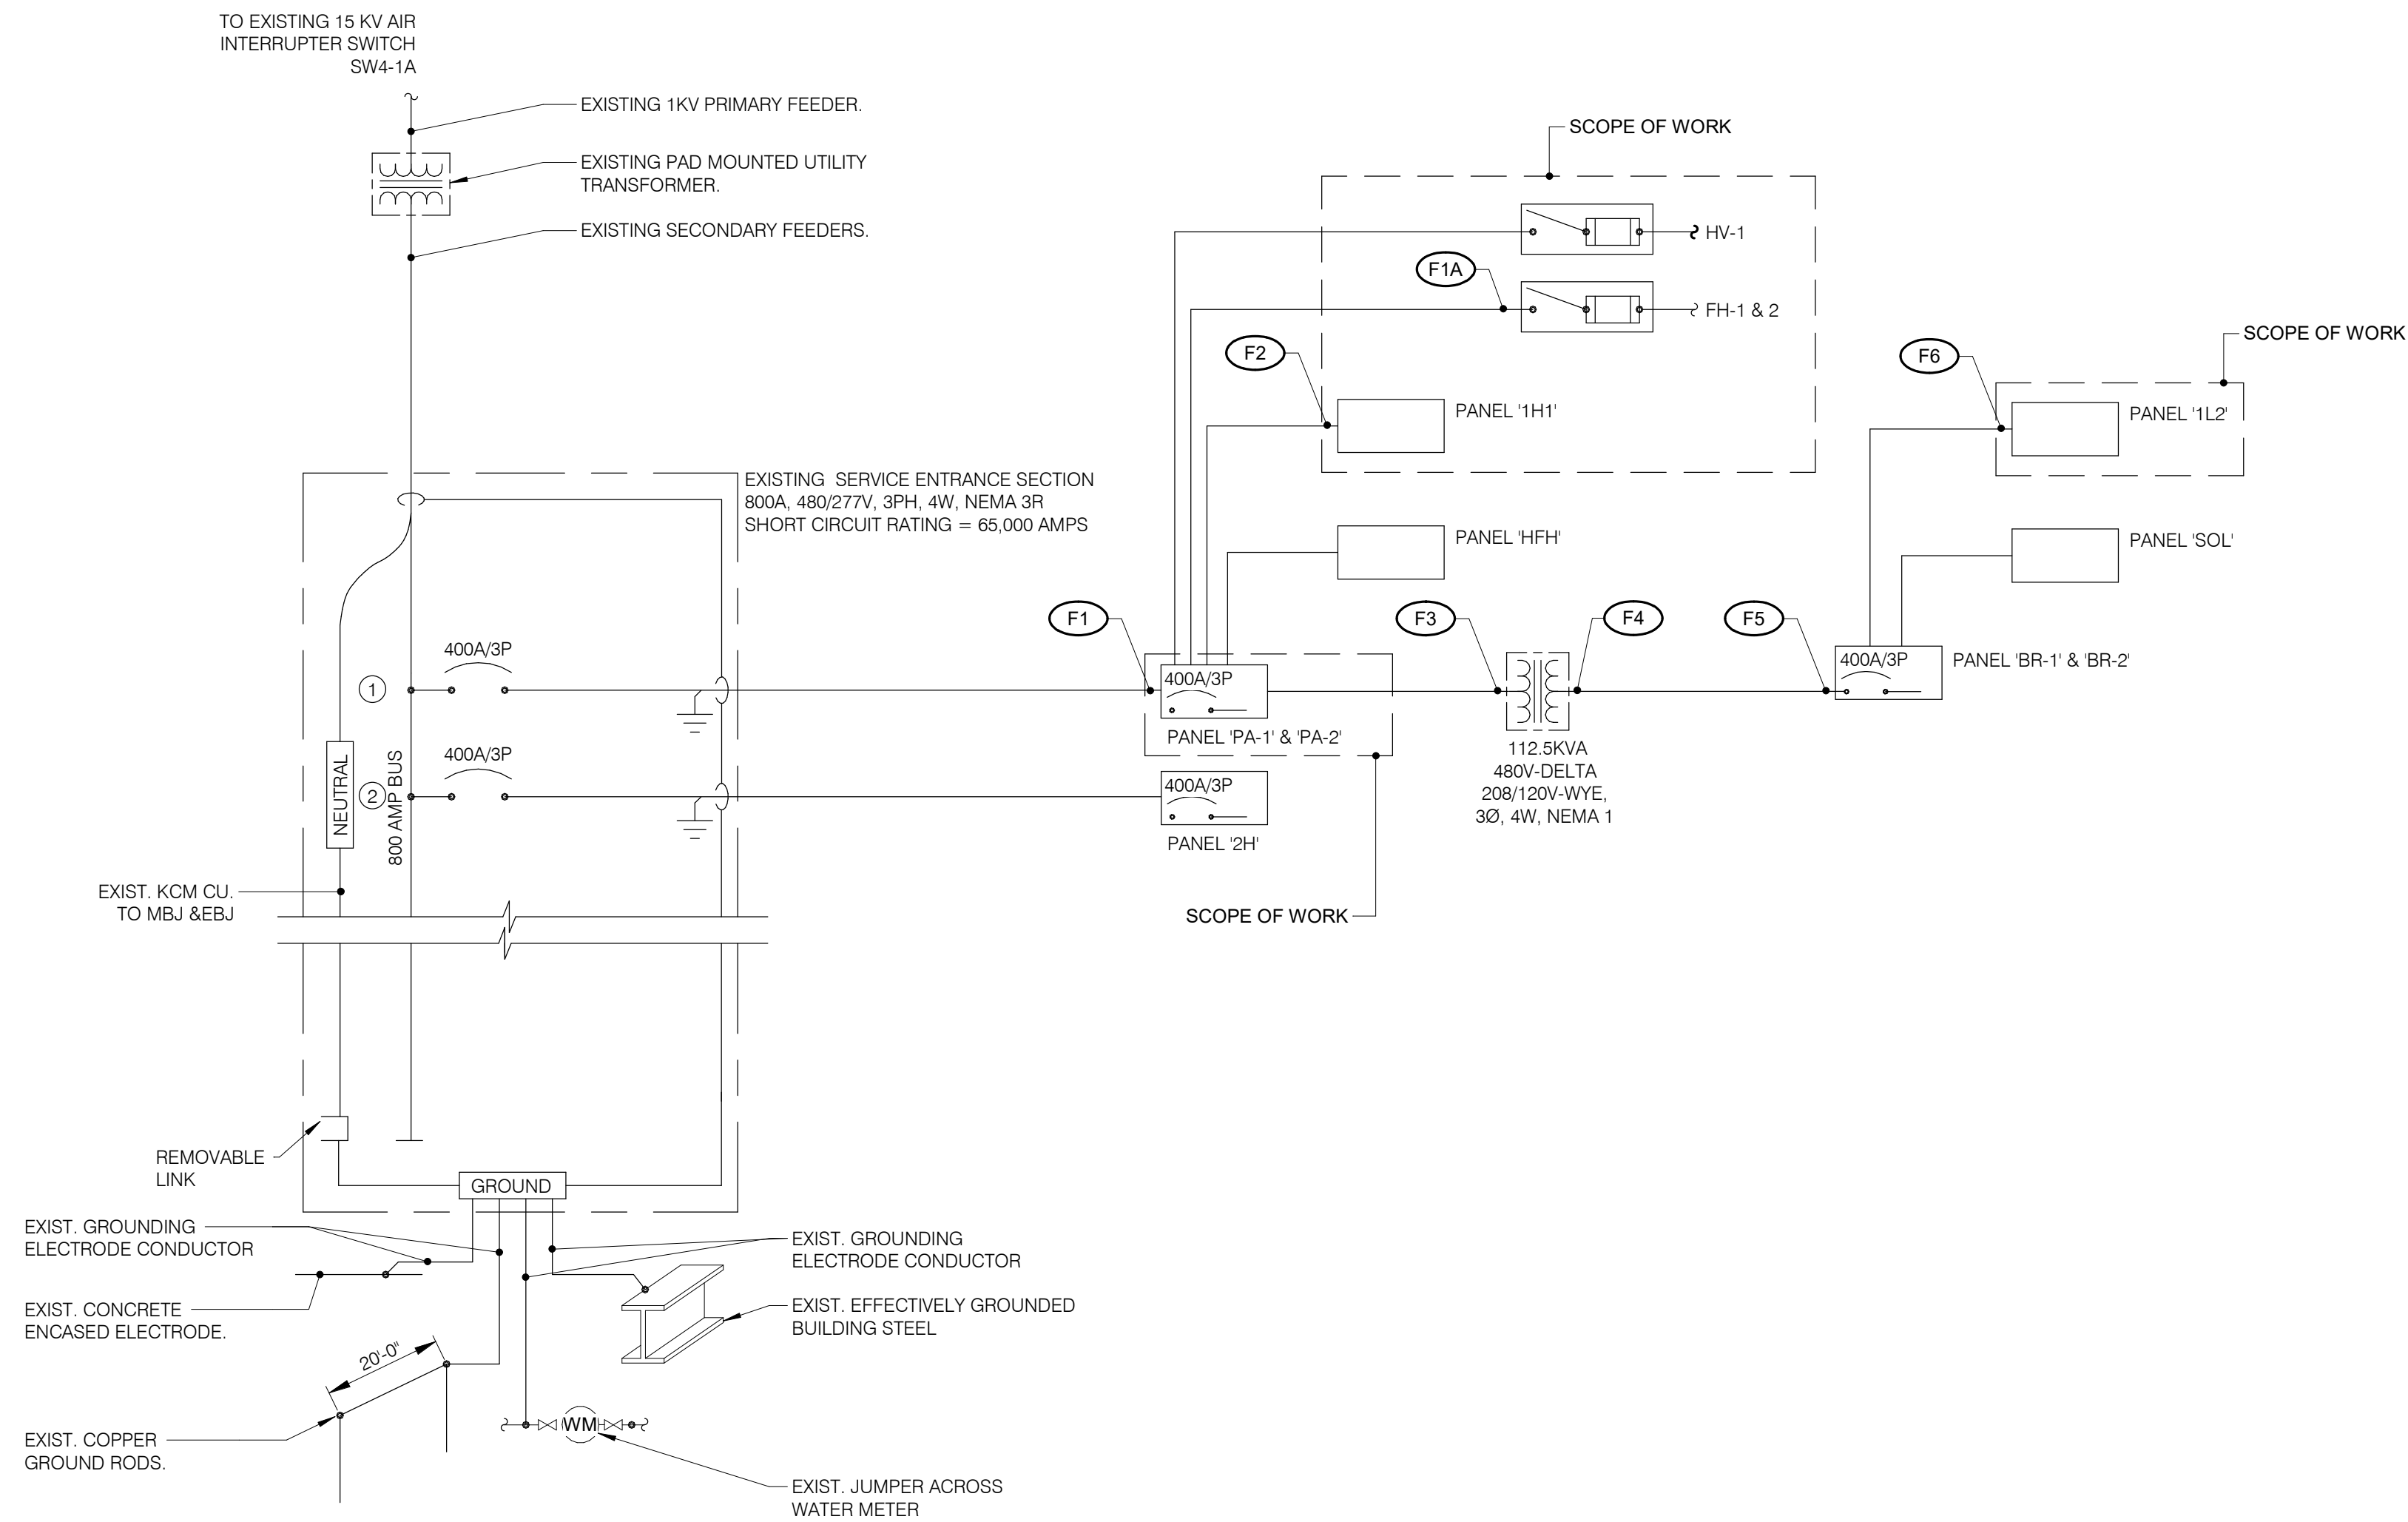 TO EXISTING 15 KV AIR
INTERRUPTER SWITCH
SW4-1A
EXISTING 1KV PRIMARY FEEDER.
EXISTING PAD MOUNTED UTILITY
TRANSFORMER.
EXISTING SECONDARY FEEDERS.
SCOPE OF WORK
HV-1
F1A
FH-1 & 2
F2
PANEL '1H1'
SCOPE OF WORK
F6
PANEL '1L2'
EXISTING SERVICE ENTRANCE SECTION
800A, 480/277V, 3PH, 4W, NEMA 3R
SHORT CIRCUIT RATING = 65,000 AMPS
PANEL 'HFH'
PANEL 'SOL'
F1
F3
F4
F5
400A/3P
1
400A/3P
PANEL 'PA-1' & 'PA-2'
400A/3P
PANEL 'BR-1' & 'BR-2'
112.5KVA
480V-DELTA
208/120V-WYE,
3Ø, 4W, NEMA 1
400A/3P
2
NEUTRAL
800 AMP BUS
400A/3P
PANEL '2H'
EXIST. KCM CU.
TO MBJ &EBJ
SCOPE OF WORK
REMOVABLE
LINK
GROUND
EXIST. GROUNDING
ELECTRODE CONDUCTOR
EXIST. GROUNDING
ELECTRODE CONDUCTOR
EXIST. CONCRETE
ENCASED ELECTRODE.
EXIST. EFFECTIVELY GROUNDED
BUILDING STEEL
20'-0"
WM
EXIST. COPPER
GROUND RODS.
EXIST. JUMPER ACROSS
WATER METER